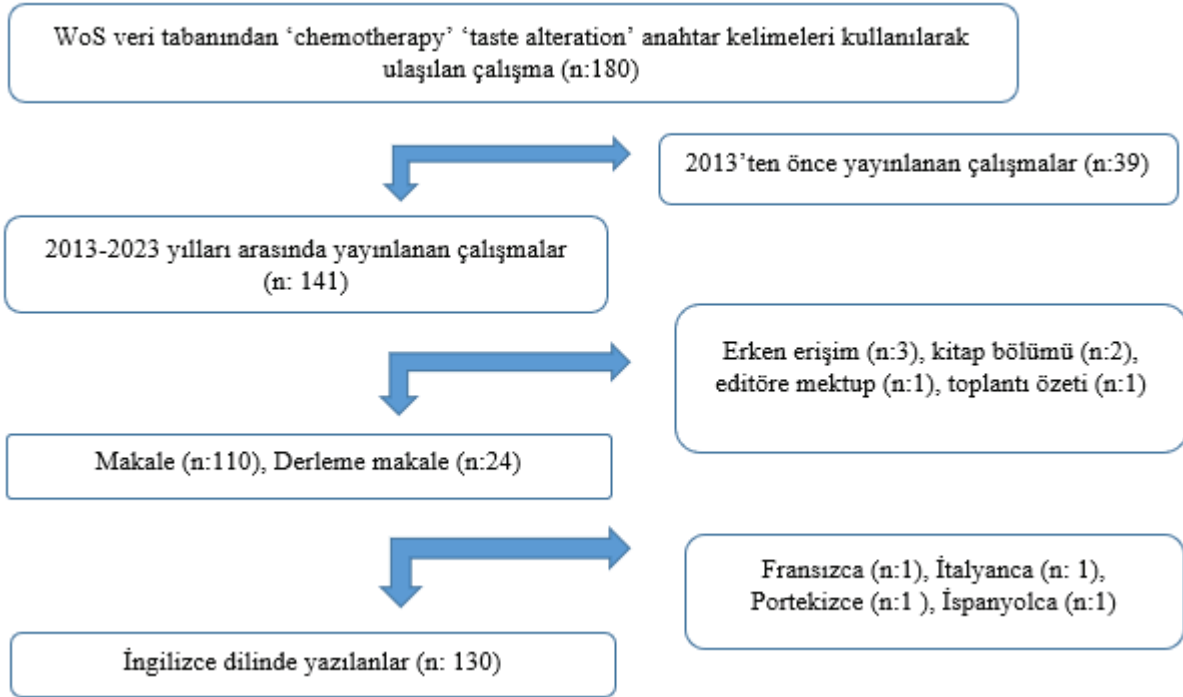 WoS veri tabanından ‘chemotherapy’ ‘taste alteration’ anahtar kelimeleri kullanılarak
ulaşılan çalışma (n:180)
2013’ten önce yayınlanan çalışmalar (n:39)
2013-2023 yılları arasında yayınlanan çalışmalar
(n: 141)
Erken erişim (n:3), kitap bölümü (n:2),
editöre mektup (n:1), toplantı özeti (n:1)
Makale (n:110), Derleme makale (n:24)
Fransızca (n:1), İtalyanca (n: 1),
Portekizce (n:1 ), İspanyolca (n:1)
İngilizce dilinde yazılanlar (n: 130)